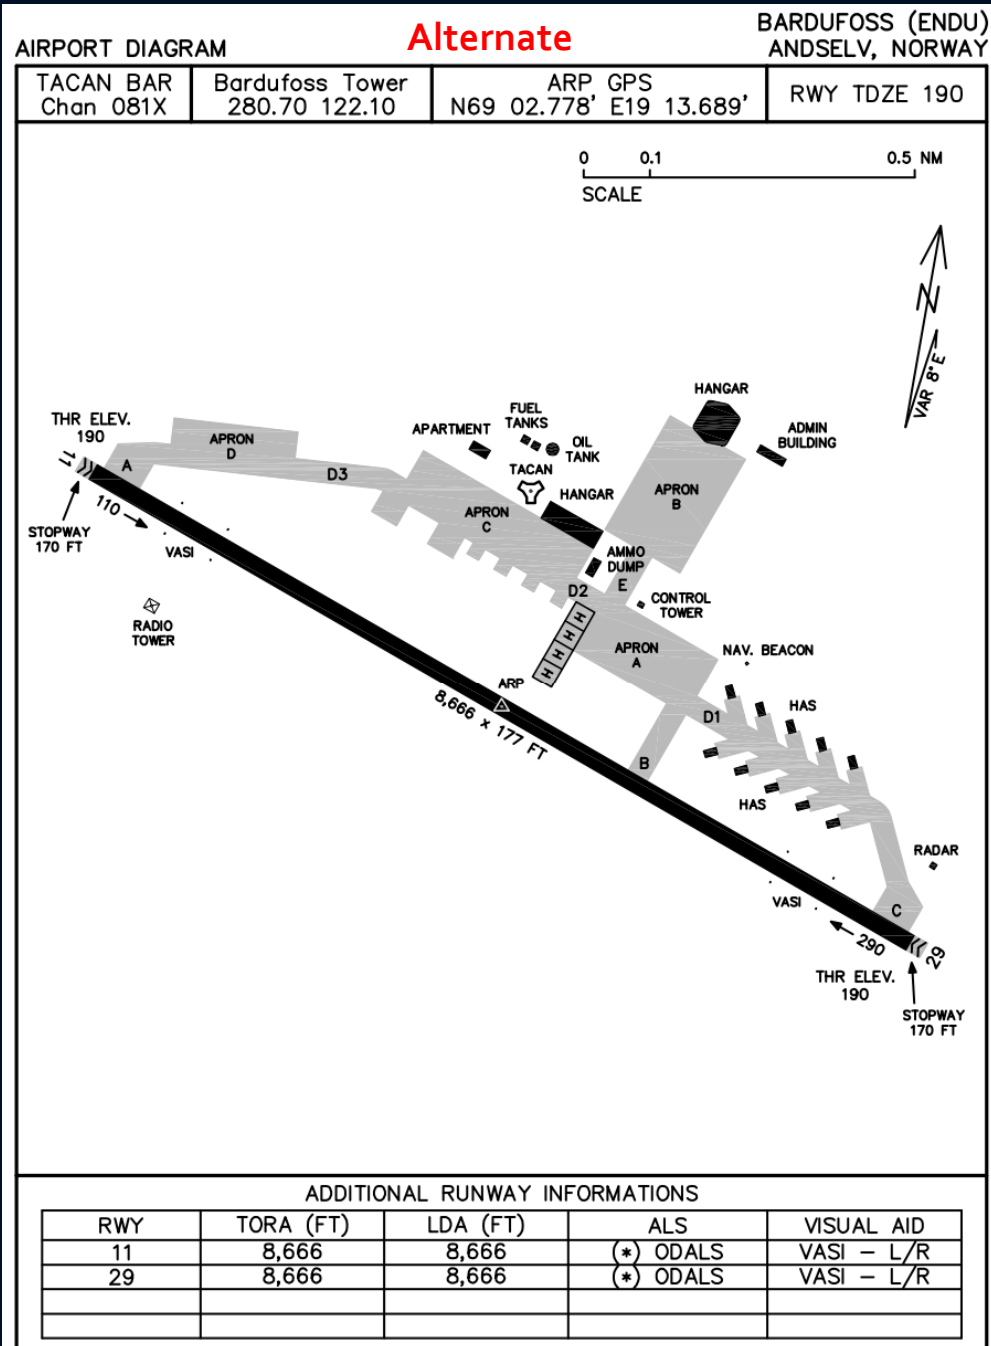 AIRPORT DIAGRAM
Alternate
BARDUFOSS (ENDU)
ANDSELV, NORWAY
TACAN BAR
Chan 081X
Bardufoss Tower
280.70 122.10
ARP GPS
N69 02.778' E19 13.689'
RWY TDZE 190
0 0.1 0.5 NM
SCALE
N
VAR 8°E
HANGAR
THR ELEV.
190
FUEL
TANKS
APARTMENT
OIL
TANK
ADMIN
BUILDING
APRON
D
11
A
D3
TACAN
HANGAR
APRON
B
110
APRON
C
STOPWAY
170 FT
VASI
AMMO
DUMP
E
D2
CONTROL
TOWER
RADIO
TOWER
H
H
H
H
APRON
A
NAV. BEACON
ARP
8,666 x 177 FT
HAS
D1
B
HAS
RADAR
VASI
C
290
29
THR ELEV.
190
STOPWAY
170 FT
ADDITIONAL RUNWAY INFORMATIONS
RWY TORA (FT) LDA (FT) ALS VISUAL AID
11 8,666 8,666 (*) ODALS VASI – L/R
29 8,666 8,666 (*) ODALS VASI – L/R